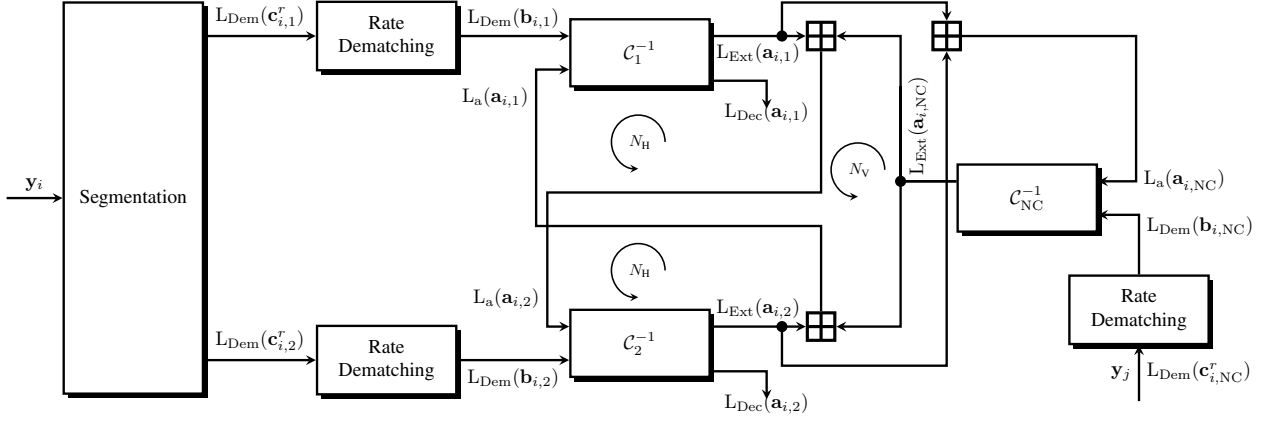 L_Dem(c^r_{i,1})
Rate
Dematching
L_Dem(b_{i,1})
C_1^{-1}
L_Ext(a_{i,1})
L_a(a_{i,1})
L_Dec(a_{i,1})
N_H
L_Ext(a_{i,NC})
N_V
y_i
Segmentation
C_NC^{-1}
L_a(a_{i,NC})
L_Dem(b_{i,NC})
N_H
L_a(a_{i,2})
L_Ext(a_{i,2})
Rate
Dematching
L_Dem(c^r_{i,2})
Rate
Dematching
L_Dem(b_{i,2})
C_2^{-1}
L_Dec(a_{i,2})
y_j
L_Dem(c^r_{i,NC})